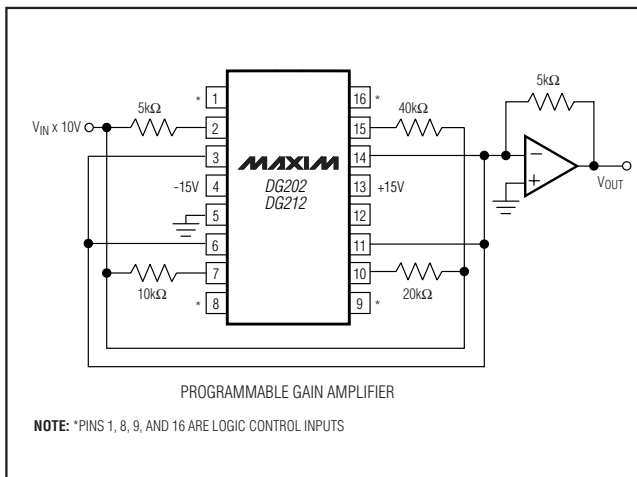 5kΩ
* 1
16 *
5kΩ
VIN x 10V
2
15
40kΩ
3
MAXIM
14
-15V
4
DG202
DG212
13
+15V
−
+
VOUT
5
12
6
11
7
10
10kΩ
20kΩ
* 8
9 *
PROGRAMMABLE GAIN AMPLIFIER
NOTE: *PINS 1, 8, 9, AND 16 ARE LOGIC CONTROL INPUTS